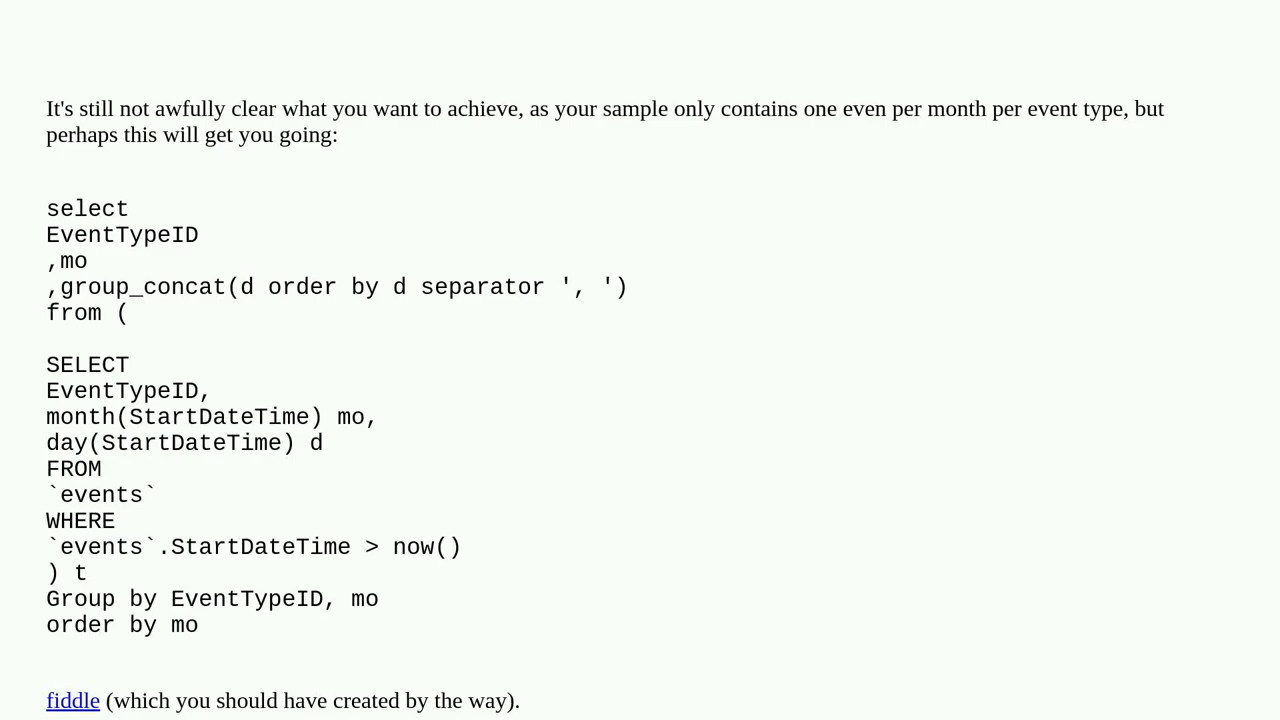 It's still not awfully clear what you want to achieve, as your sample only contains one even per month per event type, but
perhaps this will get you going:
select
EventTypeID
,mo
,group_concat(d order by d separator ', ')
from (
SELECT
EventTypeID,
month(StartDateTime) mo,
day(StartDateTime) d
FROM
`events`
WHERE
`events`.StartDateTime > now()
) t
Group by EventTypeID, mo
order by mo
fiddle (which you should have created by the way).